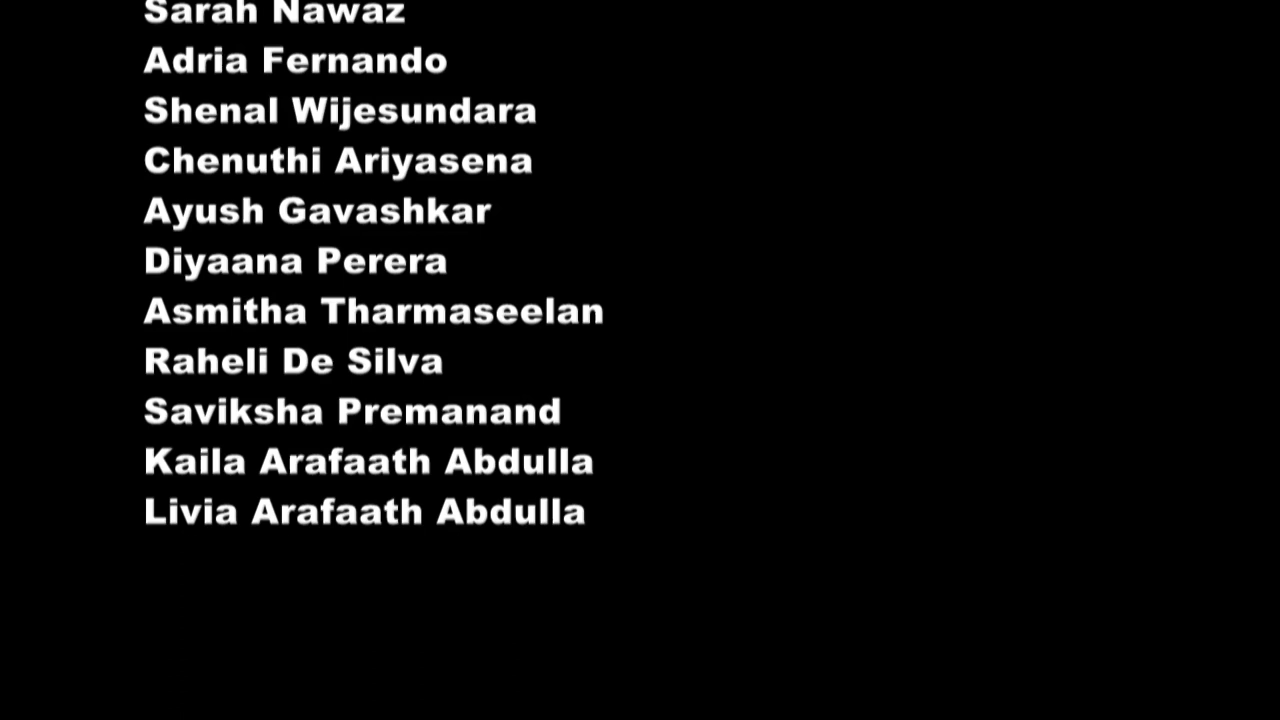 Sarah Nawaz
Adria Fernando
Shenal Wijesundara
Chenuthi Ariyasena
Ayush Gavashkar
Diyaana Perera
Asmitha Tharmaseelan
Raheli De Silva
Saviksha Premanand
Kaila Arafaath Abdulla
Livia Arafaath Abdulla